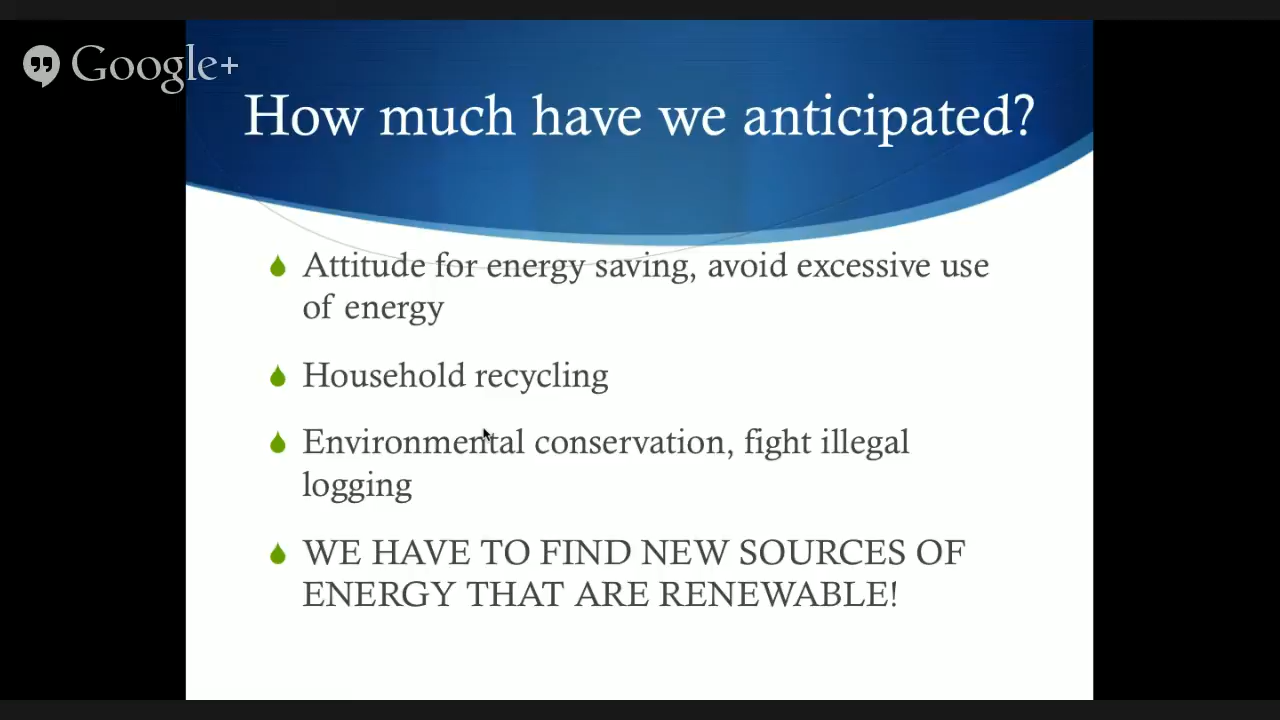 Google+
How much have we anticipated?
Attitude for energy saving, avoid excessive use
of energy
Household recycling
Environmental conservation, fight illegal
logging
WE HAVE TO FIND NEW SOURCES OF
ENERGY THAT ARE RENEWABLE!